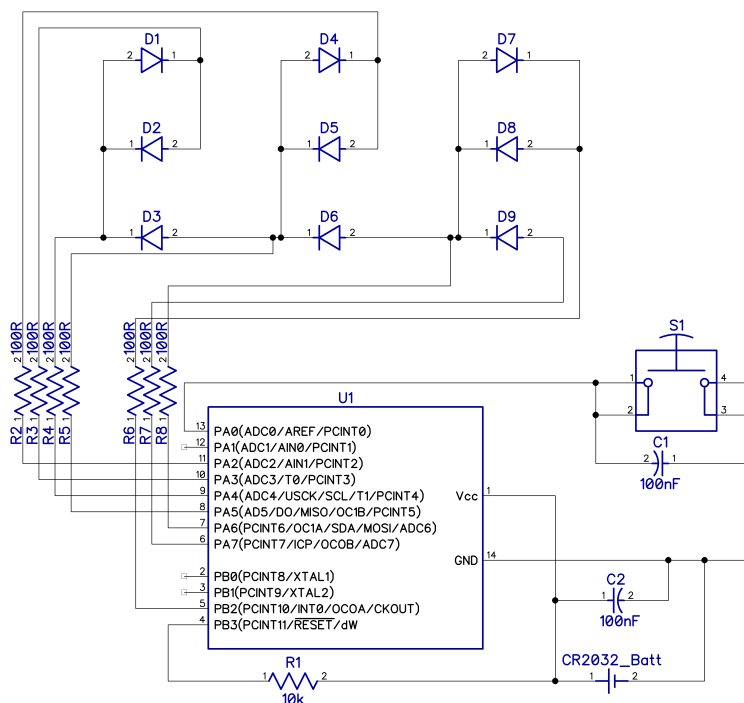 D1
D4
D7
2 1
2 1
2 1
D2
D5
D8
1 2
1 2
1 2
D3
D6
D9
1 2
1 2
1 2
R2 1 2 100R
R3 1 2 100R
R4 1 2 100R
R5 1 2 100R
R6 1 2 100R
R7 1 2 100R
R8 1 2 100R
S1
1 4
2 3
C1
2 1
100nF
U1
13 PA0(ADC0/AREF/PCINT0)
12 PA1(ADC1/AIN0/PCINT1)
11 PA2(ADC2/AIN1/PCINT2)
10 PA3(ADC3/T0/PCINT3)
9 PA4(ADC4/USCK/SCL/T1/PCINT4)
8 PA5(AD5/DO/MISO/OC1B/PCINT5)
7 PA6(PCINT6/OC1A/SDA/MOSI/ADC6)
6 PA7(PCINT7/ICP/OC0B/ADC7)
2 PB0(PCINT8/XTAL1)
3 PB1(PCINT9/XTAL2)
5 PB2(PCINT10/INT0/OC0A/CKOUT)
4 PB3(PCINT11/RESET/dW
Vcc 1
GND 14
C2
1 2
100nF
R1
1 2
10k
CR2032_Batt
1 2